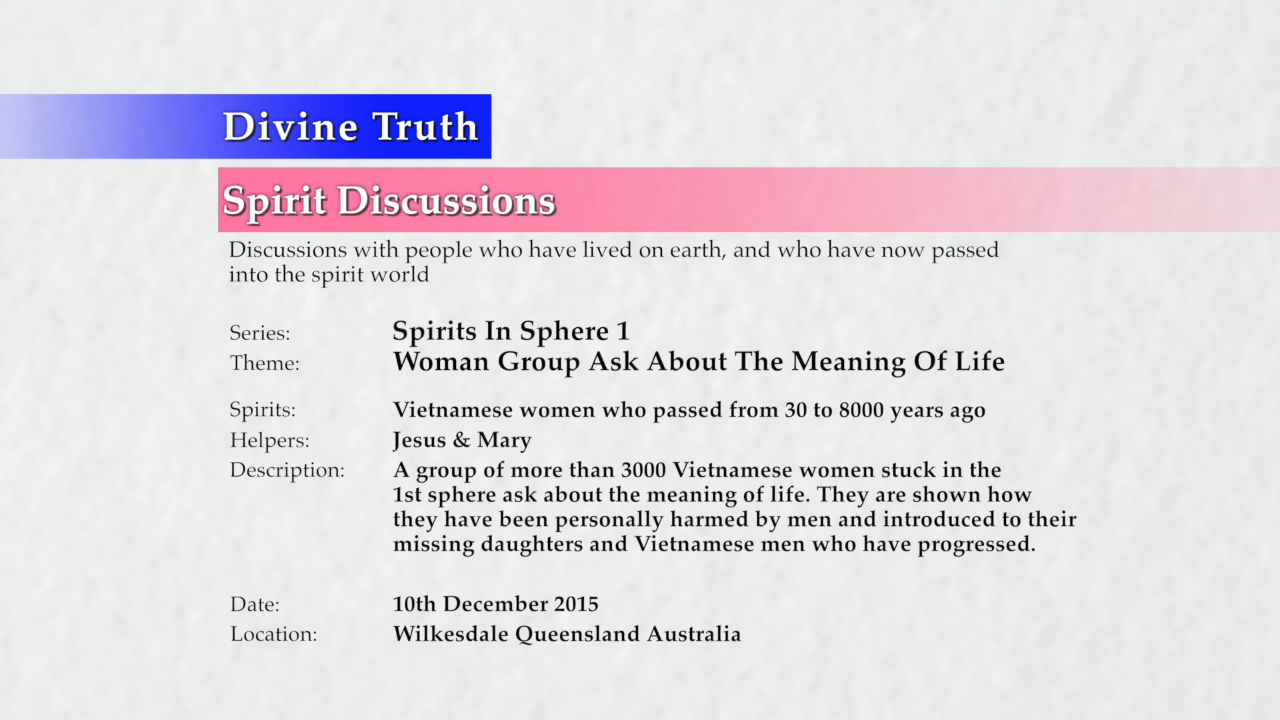 Divine Truth
Spirit Discussions
Discussions with people who have lived on earth, and who have now passed
into the spirit world
Series: Spirits In Sphere 1
Theme: Woman Group Ask About The Meaning Of Life
Spirits: Vietnamese women who passed from 30 to 8000 years ago
Helpers: Jesus & Mary
Description: A group of more than 3000 Vietnamese women stuck in the
1st sphere ask about the meaning of life. They are shown how
they have been personally harmed by men and introduced to their
missing daughters and Vietnamese men who have progressed.
Date: 10th December 2015
Location: Wilkesdale Queensland Australia